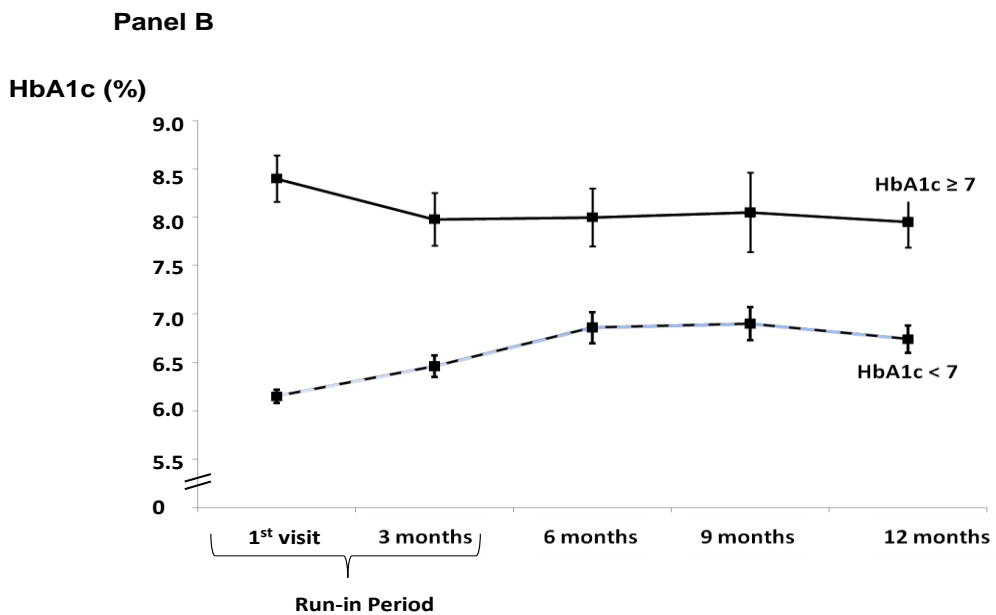 Panel B
HbA1c (%)
9.0
8.5
8.0
7.5
7.0
6.5
6.0
5.5
0
HbA1c ≥ 7
HbA1c < 7
1st visit 3 months 6 months 9 months 12 months
Run-in Period